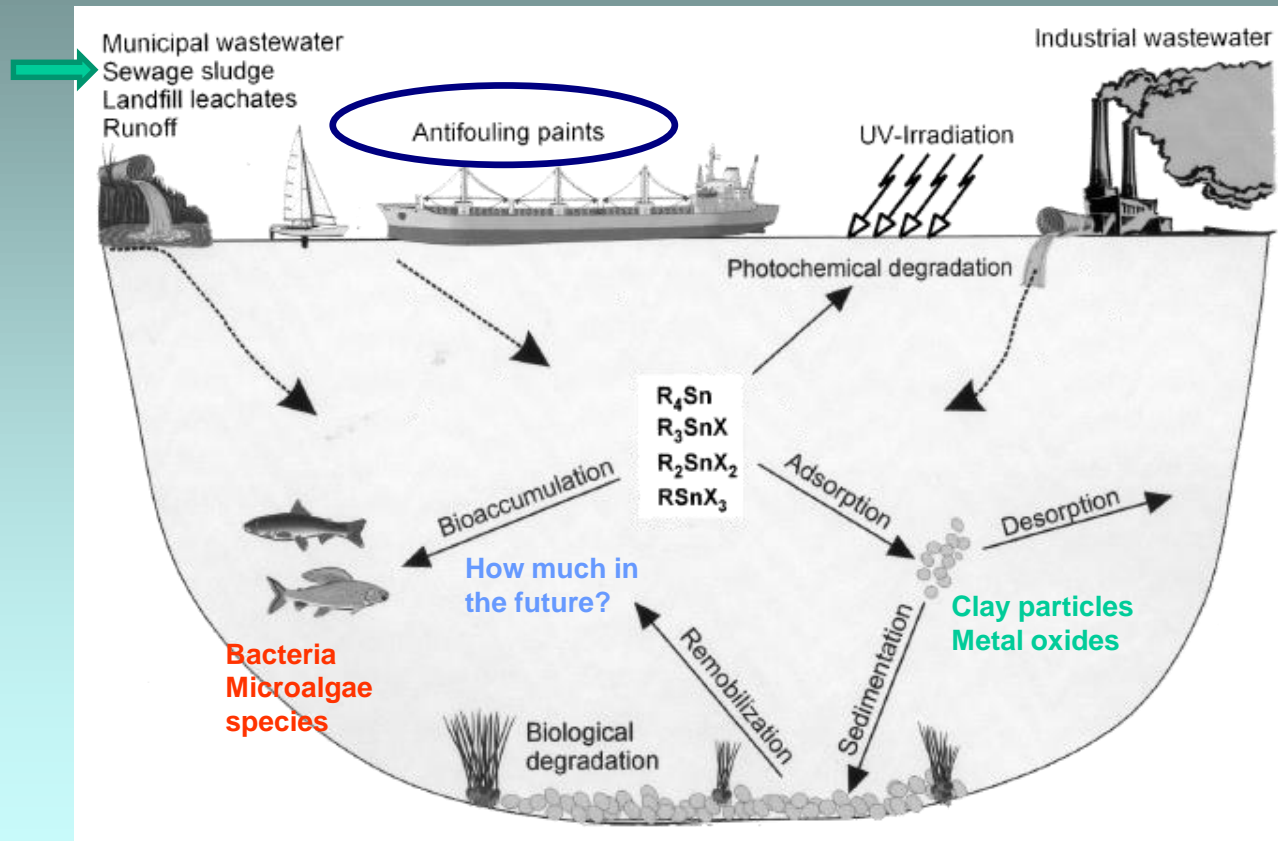 Municipal wastewater
Sewage sludge
Landfill leachates
Runoff
Antifouling paints
UV-Irradiation
Industrial wastewater
Photochemical degradation
R₄Sn
R₃SnX
R₂SnX₂
RSnX₃
Bioaccumulation
Adsorption
Desorption
How much in
the future?
Clay particles
Metal oxides
Bacteria
Microalgae
species
Remobilization
Sedimentation
Biological
degradation